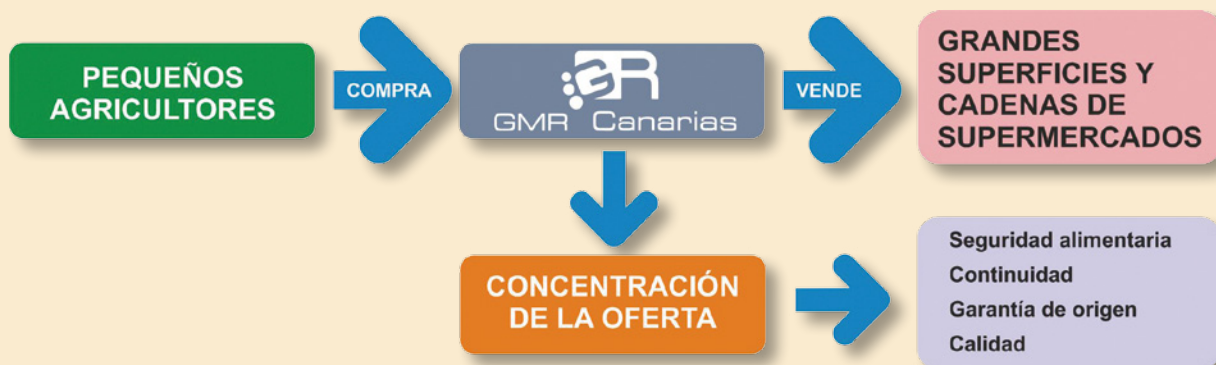 PEQUEÑOS
AGRICULTORES
COMPRA
GR
GMR Canarias
VENDE
GRANDES
SUPERFICIES Y
CADENAS DE
SUPERMERCADOS
CONCENTRACIÓN
DE LA OFERTA
Seguridad alimentaria
Continuidad
Garantía de origen
Calidad